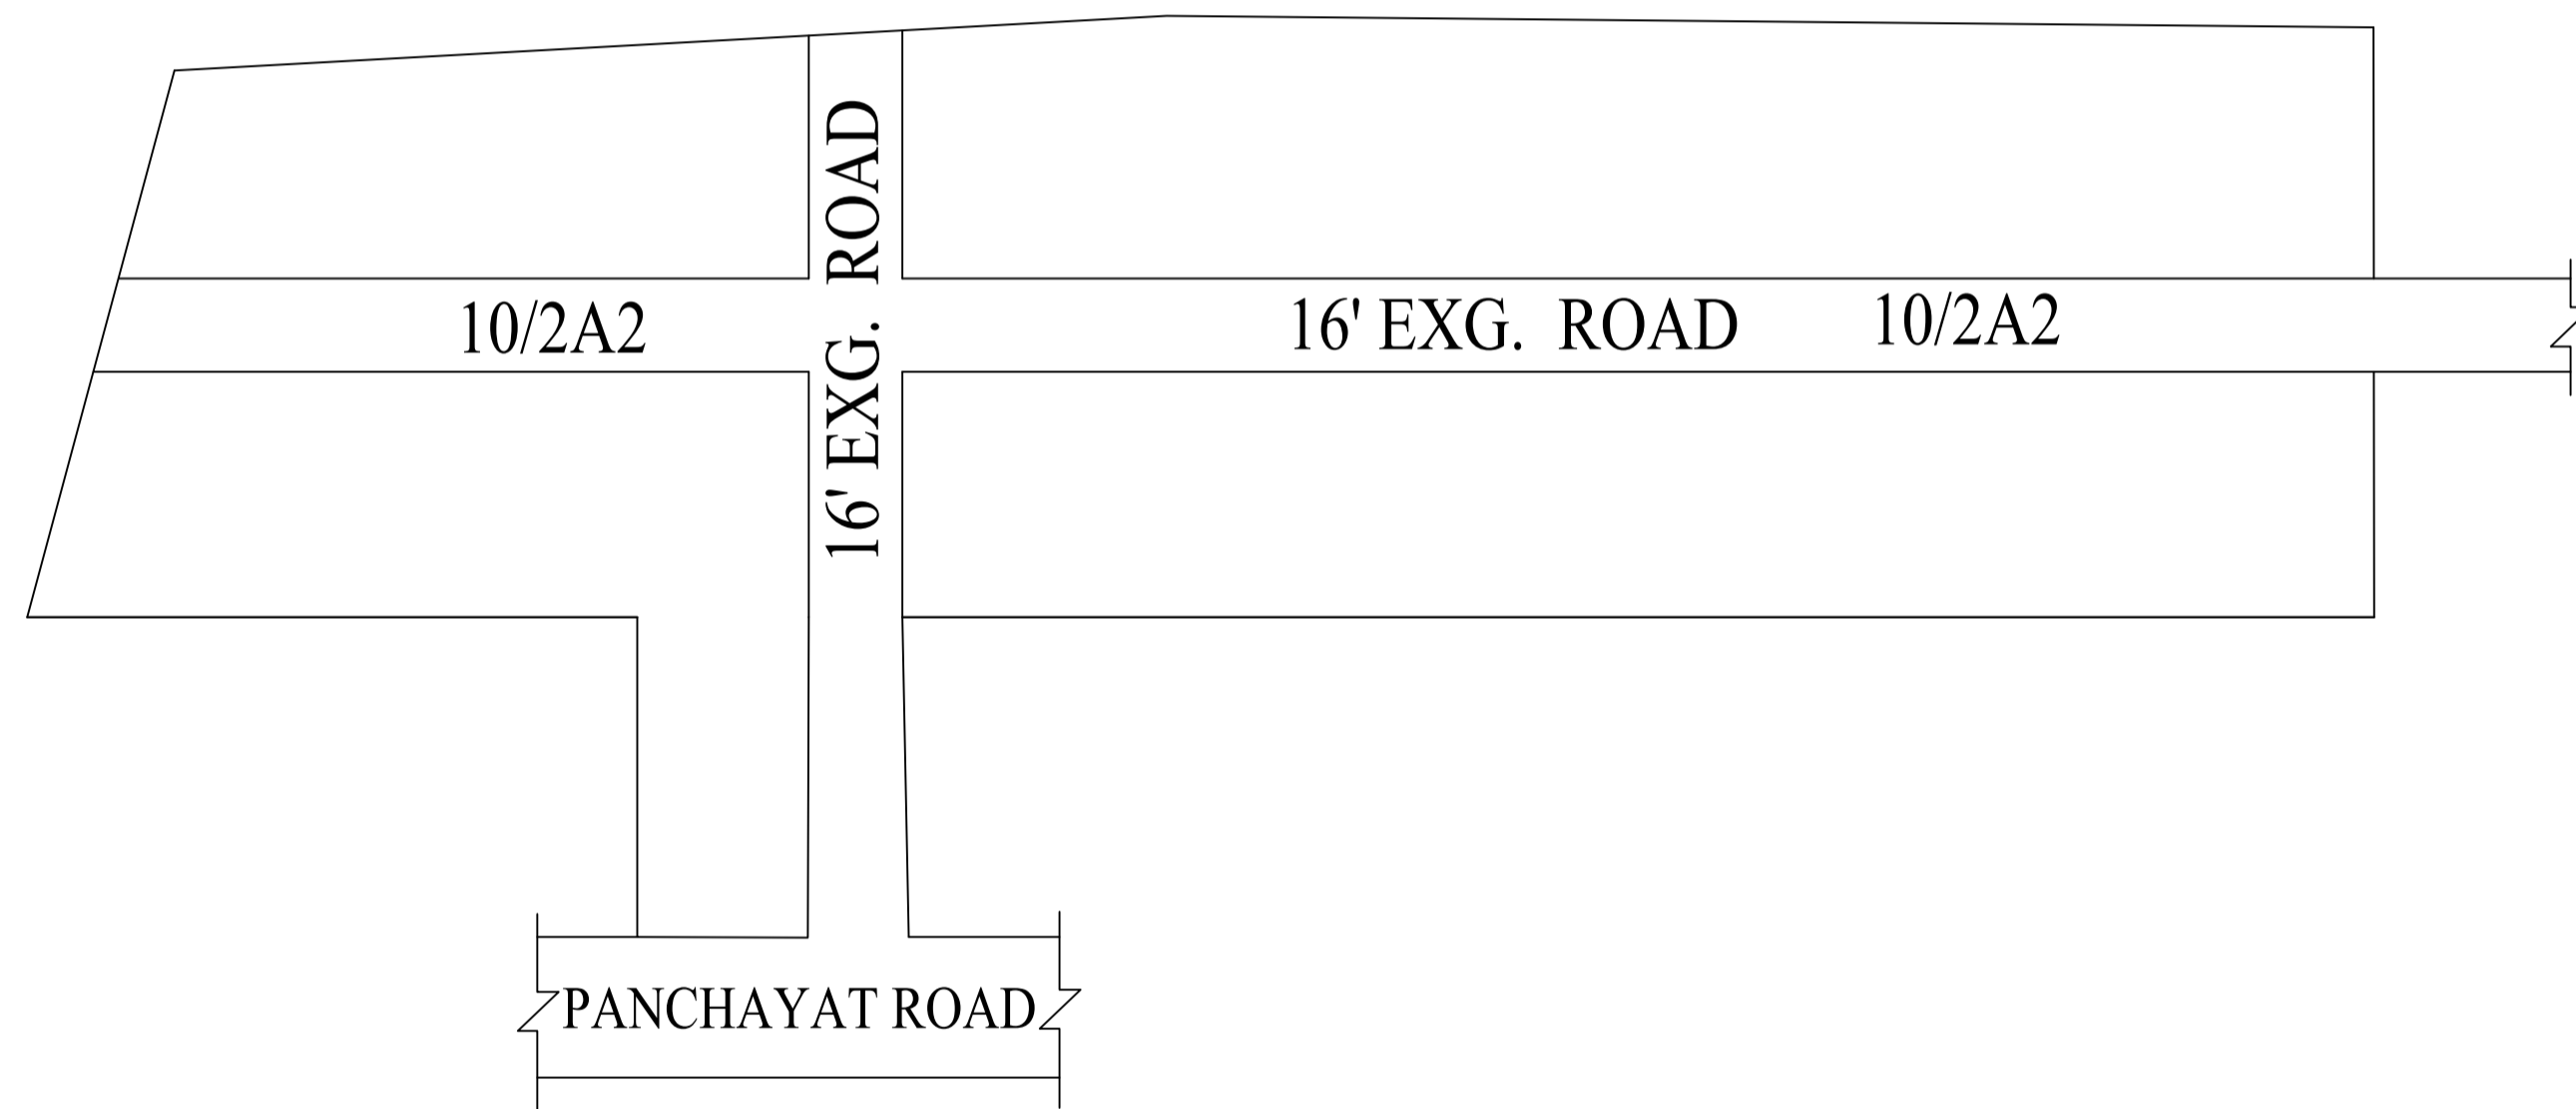 16' EXG. ROAD
10/2A2
16' EXG. ROAD 10/2A2
PANCHAYAT ROAD